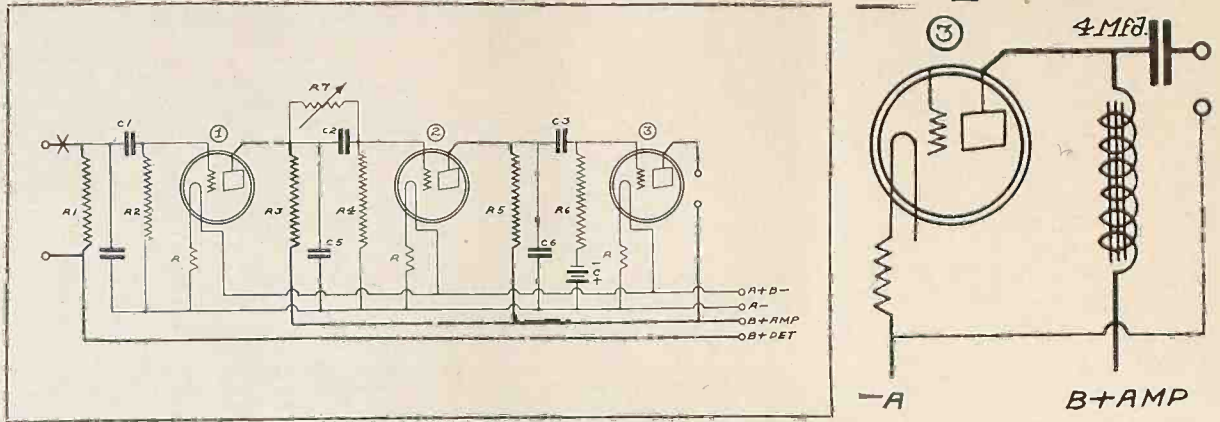 R7
C1
1
C2
2
C3
3
R1
R2
R3
R4
R5
R6
R
C5
R
C6
- C +
R
A+B-
A-
B+AMP
B+DET
3
4 Mfd.
-A
B+AMP